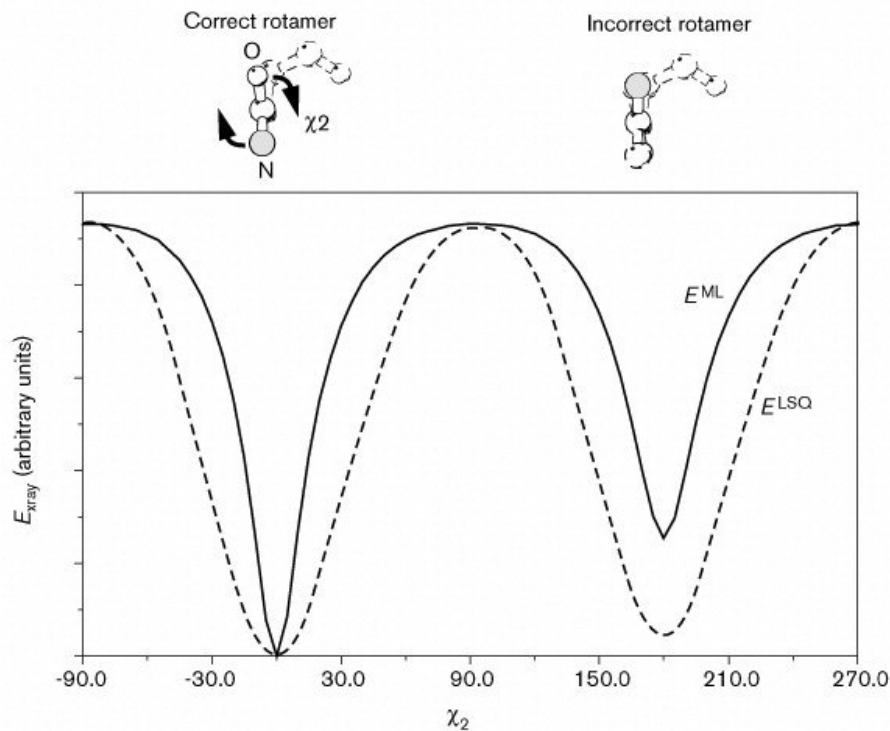 Correct rotamer
Incorrect rotamer
O
χ2
N
E^ML
E^LSQ
E_xray (arbitrary units)
-90.0 -30.0 30.0 90.0 150.0 210.0 270.0
χ₂